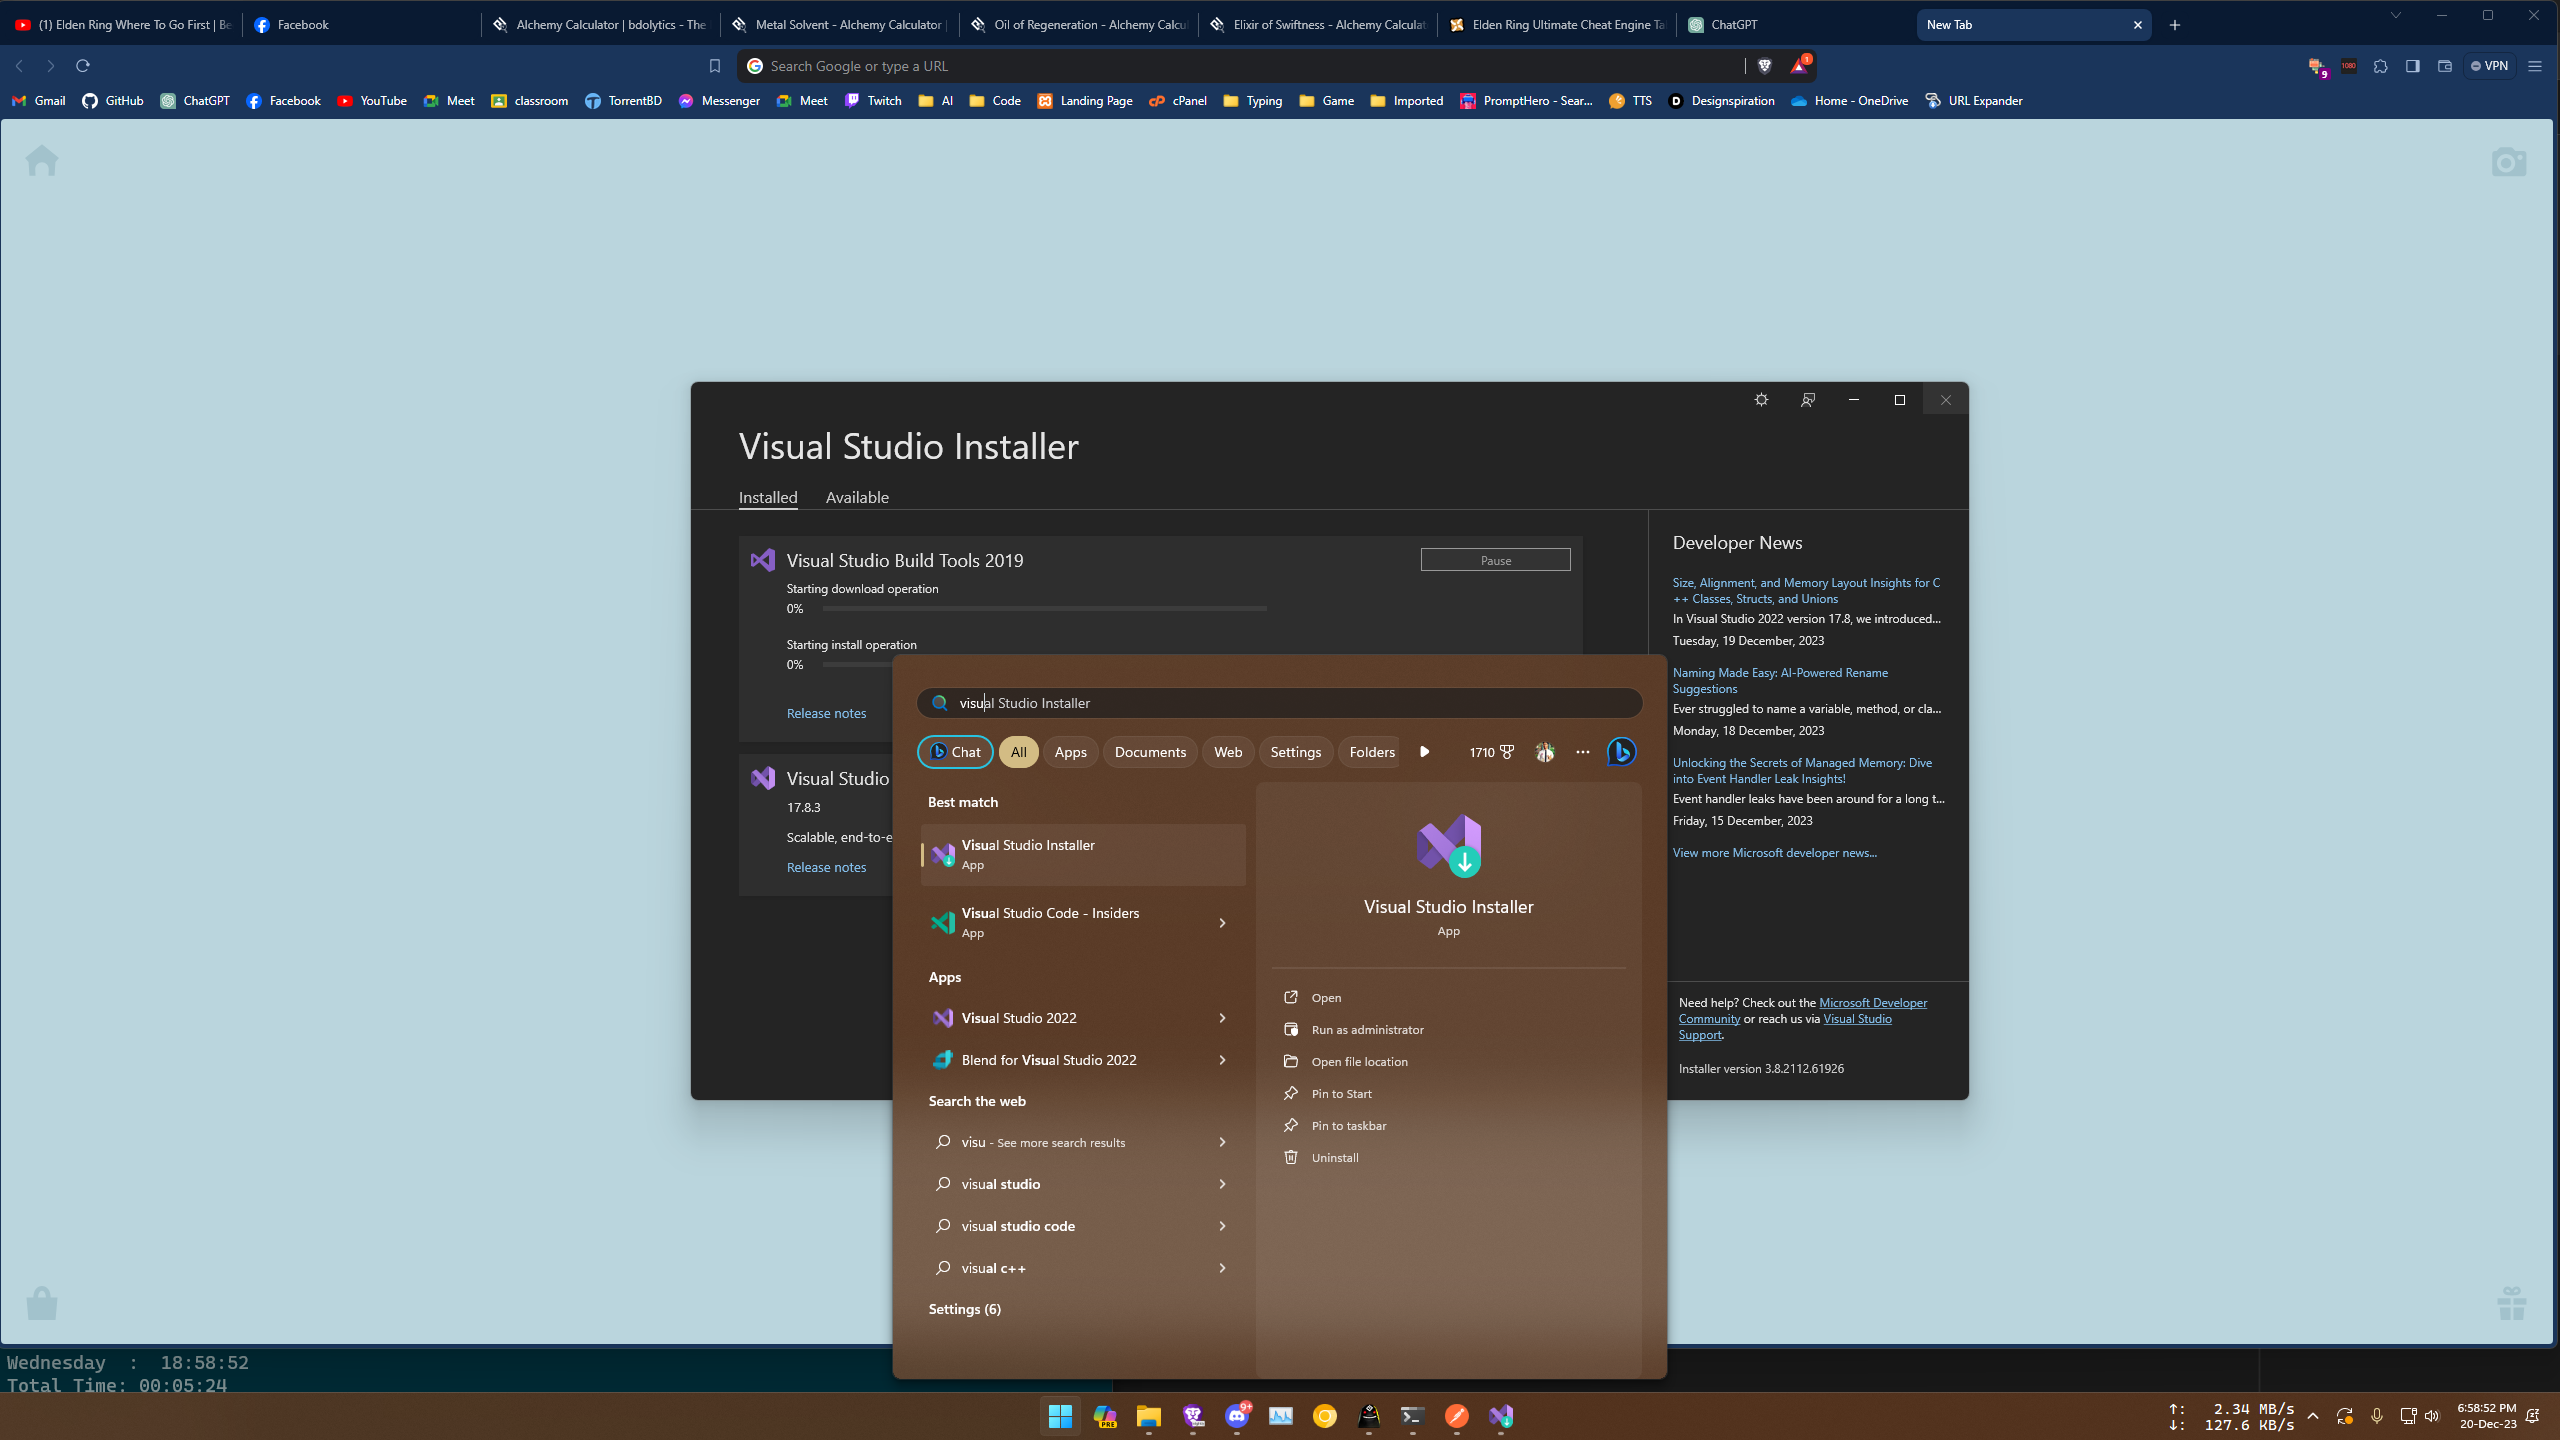 (1) Elden Ring Where To Go First | Be
Facebook
Alchemy Calculator | bdolytics - The
Metal Solvent - Alchemy Calculator |
Oil of Regeneration - Alchemy Calcul
Elixir of Swiftness - Alchemy Calculat
Elden Ring Ultimate Cheat Engine Ta
ChatGPT
New Tab
Search Google or type a URL
1
9
1080
VPN
Gmail
GitHub
ChatGPT
Facebook
YouTube
Meet
classroom
TorrentBD
Messenger
Meet
Twitch
AI
Code
Landing Page
cPanel
Typing
Game
Imported
PromptHero - Sear...
TTS
Designspiration
Home - OneDrive
URL Expander
Visual Studio Installer
Installed
Available
Visual Studio Build Tools 2019
Pause
Starting download operation
0%
Starting install operation
0%
Release notes
Visual Studio
17.8.3
Scalable, end-to-e
Release notes
Developer News
Size, Alignment, and Memory Layout Insights for C
++ Classes, Structs, and Unions
In Visual Studio 2022 version 17.8, we introduced...
Tuesday, 19 December, 2023
Naming Made Easy: AI-Powered Rename
Suggestions
Ever struggled to name a variable, method, or cla...
Monday, 18 December, 2023
Unlocking the Secrets of Managed Memory: Dive
into Event Handler Leak Insights!
Event handler leaks have been around for a long t...
Friday, 15 December, 2023
View more Microsoft developer news...
Need help? Check out the Microsoft Developer
Community or reach us via Visual Studio
Support.
Installer version 3.8.2112.61926
visual Studio Installer
Chat
All
Apps
Documents
Web
Settings
Folders
1710
Best match
Visual Studio Installer
App
Visual Studio Code - Insiders
App
Apps
Visual Studio 2022
Blend for Visual Studio 2022
Search the web
visu - See more search results
visual studio
visual studio code
visual c++
Settings (6)
Visual Studio Installer
App
Open
Run as administrator
Open file location
Pin to Start
Pin to taskbar
Uninstall
Wednesday : 18:58:52
Total Time: 00:05:24
PRE
9+
↑: 2.34 MB/s
↓: 127.6 KB/s
6:58:52 PM
20-Dec-23